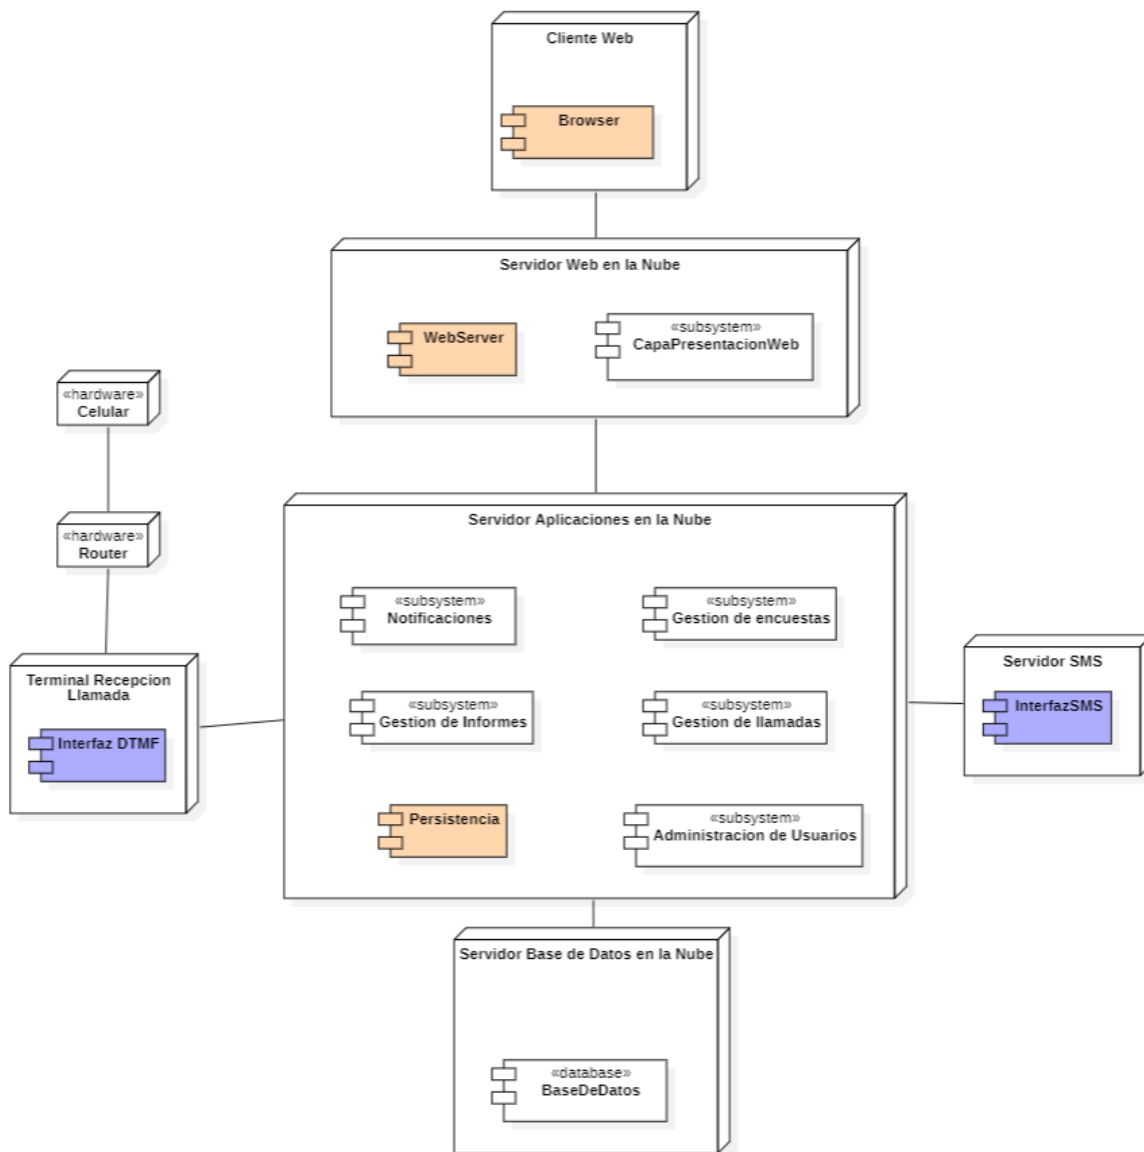 Cliente Web
Browser
Servidor Web en la Nube
WebServer
«subsystem»
CapaPresentacionWeb
«hardware»
Celular
«hardware»
Router
Terminal Recepcion
Llamada
Interfaz DTMF
Servidor Aplicaciones en la Nube
«subsystem»
Notificaciones
«subsystem»
Gestion de encuestas
«subsystem»
Gestion de Informes
«subsystem»
Gestion de llamadas
Persistencia
«subsystem»
Administracion de Usuarios
Servidor SMS
InterfazSMS
Servidor Base de Datos en la Nube
«database»
BaseDeDatos